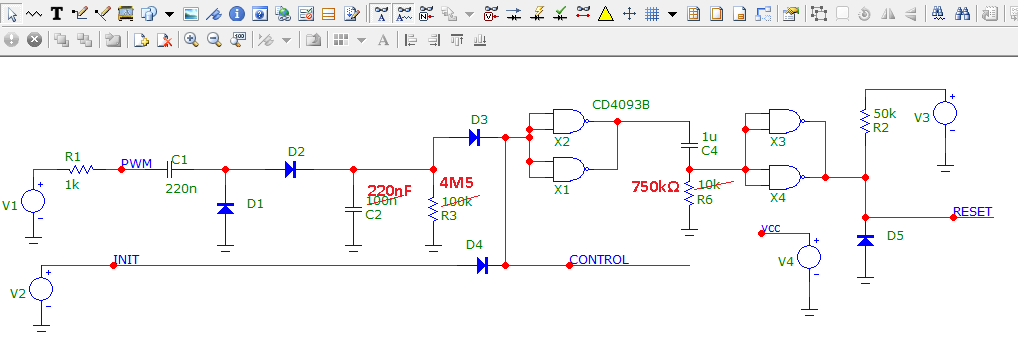 CD4093B
D3
X2
X1
1u
C4
X3
X4
50k
R2
V3
R1
1k
PWM
C1
220n
D2
D1
V1
220nF
100n
C2
4M5
100k
R3
750kΩ
10k
R6
RESET
D5
D4
INIT
V2
CONTROL
vcc
V4